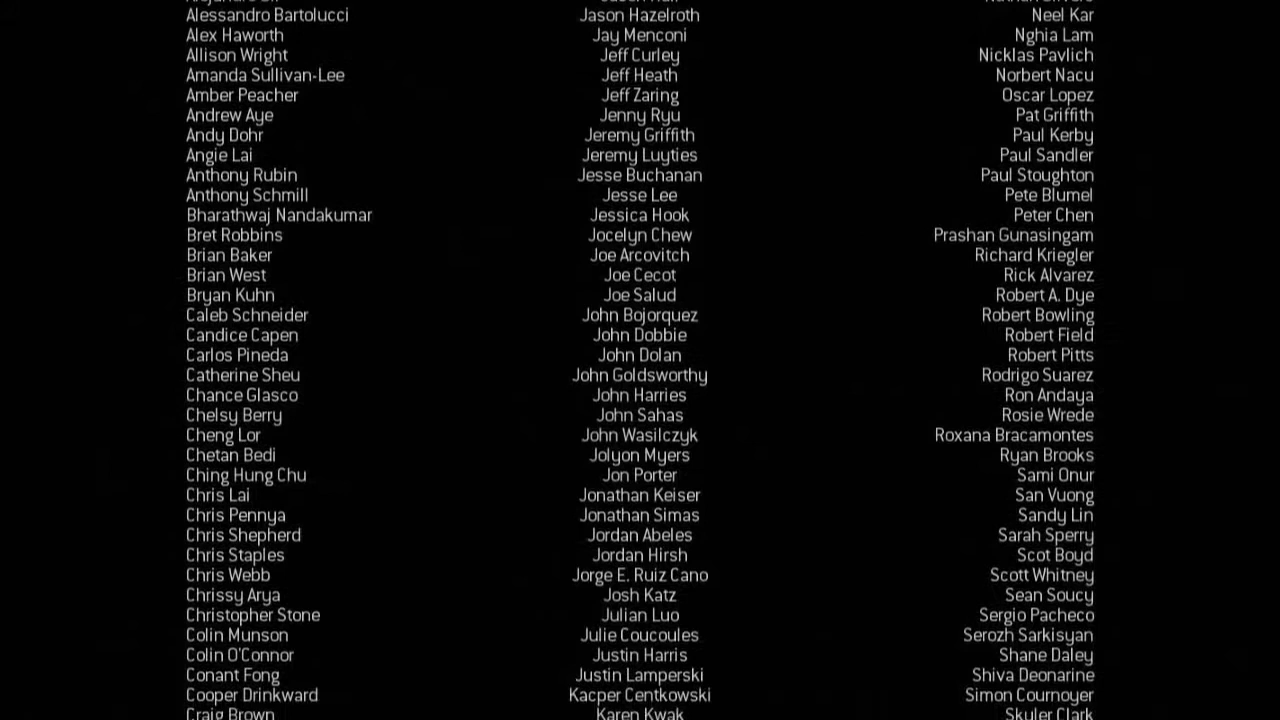 Alessandro Bartolucci
Alex Haworth
Allison Wright
Amanda Sullivan-Lee
Amber Peacher
Andrew Aye
Andy Dohr
Angie Lai
Anthony Rubin
Anthony Schmill
Bharathwaj Nandakumar
Bret Robbins
Brian Baker
Brian West
Bryan Kuhn
Caleb Schneider
Candice Capen
Carlos Pineda
Catherine Sheu
Chance Glasco
Chelsy Berry
Cheng Lor
Chetan Bedi
Ching Hung Chu
Chris Lai
Chris Pennya
Chris Shepherd
Chris Staples
Chris Webb
Chrissy Arya
Christopher Stone
Colin Munson
Colin O'Connor
Conant Fong
Cooper Drinkward
Craig Brown
Jason Hazelroth
Jay Menconi
Jeff Curley
Jeff Heath
Jeff Zaring
Jenny Ryu
Jeremy Griffith
Jeremy Luyties
Jesse Buchanan
Jesse Lee
Jessica Hook
Jocelyn Chew
Joe Arcovitch
Joe Cecot
Joe Salud
John Bojorquez
John Dobbie
John Dolan
John Goldsworthy
John Harries
John Sahas
John Wasilczyk
Jolyon Myers
Jon Porter
Jonathan Keiser
Jonathan Simas
Jordan Abeles
Jordan Hirsh
Jorge E. Ruiz Cano
Josh Katz
Julian Luo
Julie Coucoules
Justin Harris
Justin Lamperski
Kacper Centkowski
Karen Kwak
Neel Kar
Nghia Lam
Nicklas Pavlich
Norbert Nacu
Oscar Lopez
Pat Griffith
Paul Kerby
Paul Sandler
Paul Stoughton
Pete Blumel
Peter Chen
Prashan Gunasingam
Richard Kriegler
Rick Alvarez
Robert A. Dye
Robert Bowling
Robert Field
Robert Pitts
Rodrigo Suarez
Ron Andaya
Rosie Wrede
Roxana Bracamontes
Ryan Brooks
Sami Onur
San Vuong
Sandy Lin
Sarah Sperry
Scot Boyd
Scott Whitney
Sean Soucy
Sergio Pacheco
Serozh Sarkisyan
Shane Daley
Shiva Deonarine
Simon Cournoyer
Skyler Clark